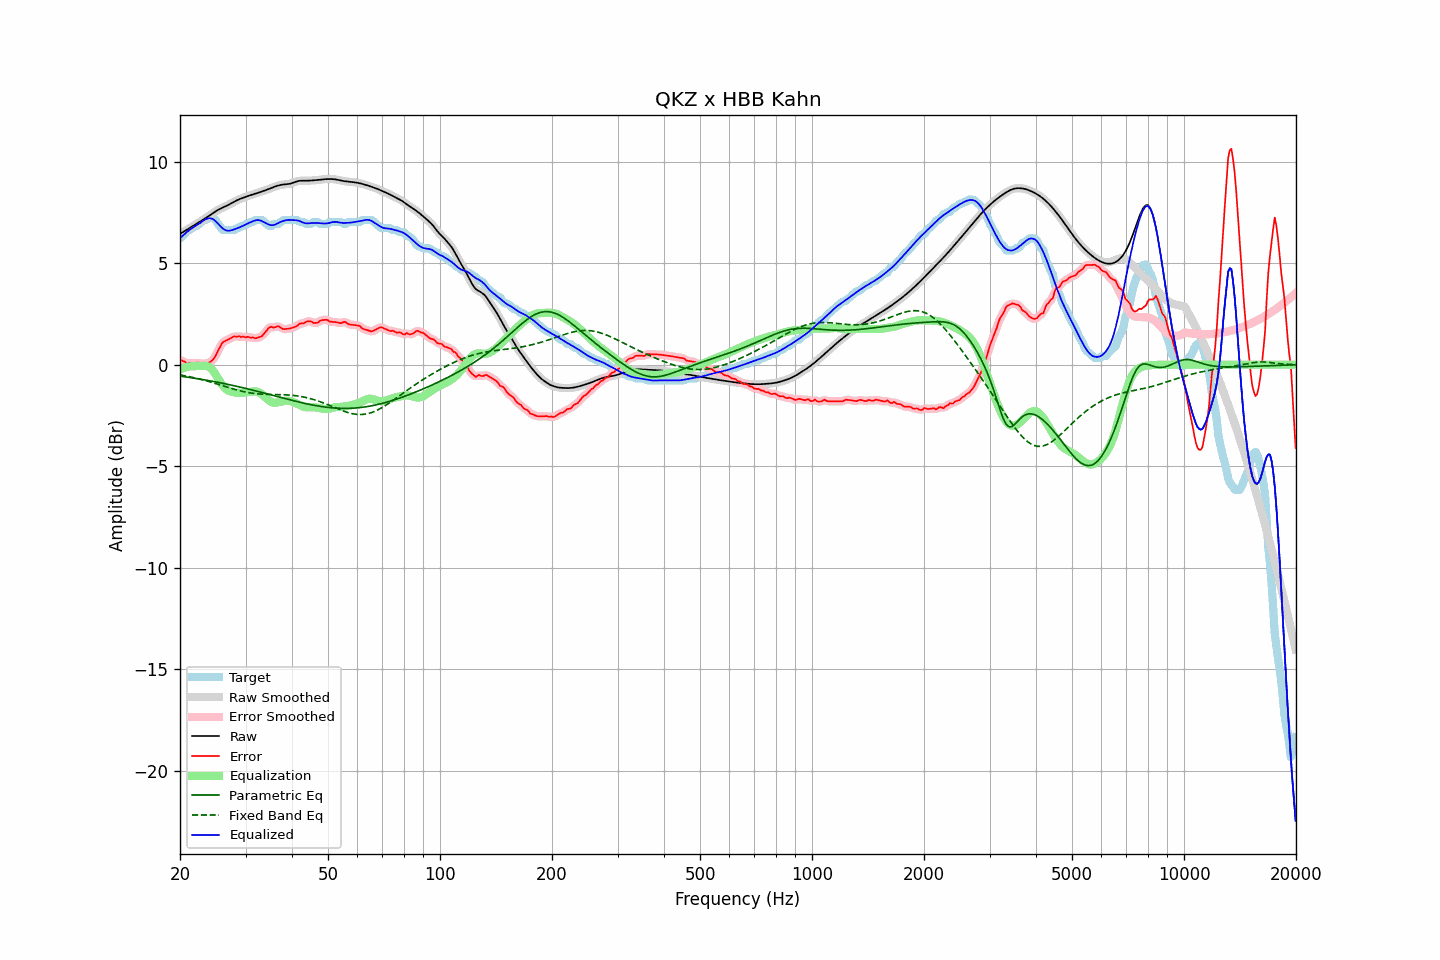 QKZ x HBB Kahn
Amplitude (dBr)
10
5
0
−5
−10
−15
−20
Target
Raw Smoothed
Error Smoothed
Raw
Error
Equalization
Parametric Eq
Fixed Band Eq
Equalized
20 50 100 200 500 1000 2000 5000 10000 20000
Frequency (Hz)